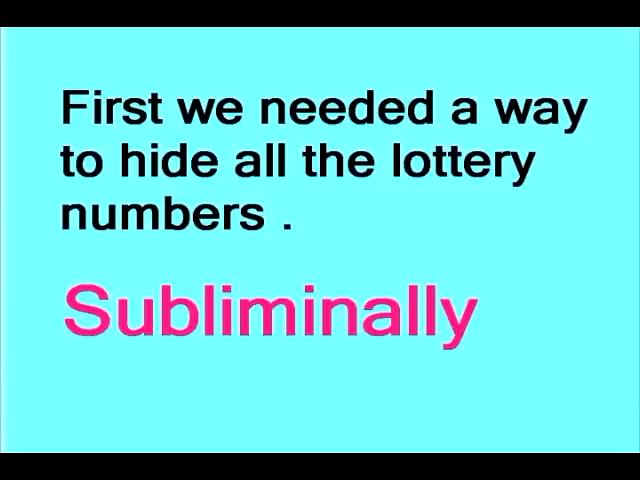 First we needed a way
to hide all the lottery
numbers .
Subliminally